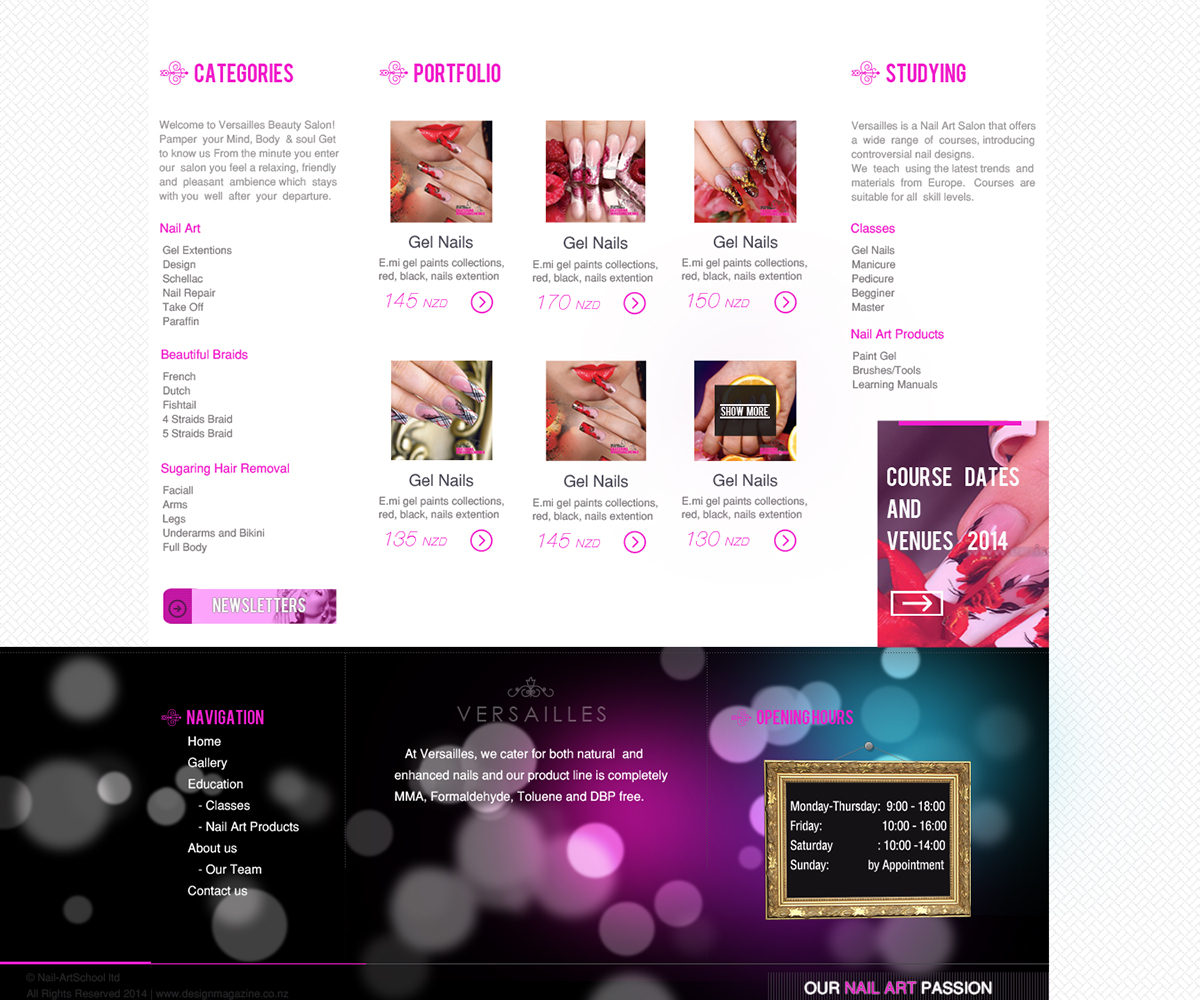 CATEGORIES
Welcome to Versailles Beauty Salon!
Pamper your Mind, Body & soul Get
to know us From the minute you enter
our salon you feel a relaxing, friendly
and pleasant ambience which stays
with you well after your departure.
Nail Art
Gel Extentions
Design
Schellac
Nail Repair
Take Off
Paraffin
Beautiful Braids
French
Dutch
Fishtail
4 Straids Braid
5 Straids Braid
Sugaring Hair Removal
Faciall
Arms
Legs
Underarms and Bikini
Full Body
NEWSLETTERS
PORTFOLIO
Gel Nails
E.mi gel paints collections,
red, black, nails extention
145 NZD
Gel Nails
E.mi gel paints collections,
red, black, nails extention
170 NZD
Gel Nails
E.mi gel paints collections,
red, black, nails extention
150 NZD
Gel Nails
E.mi gel paints collections,
red, black, nails extention
135 NZD
Gel Nails
E.mi gel paints collections,
red, black, nails extention
145 NZD
SHOW MORE
Gel Nails
E.mi gel paints collections,
red, black, nails extention
130 NZD
STUDYING
Versailles is a Nail Art Salon that offers
a wide range of courses, introducing
controversial nail designs.
We teach using the latest trends and
materials from Europe. Courses are
suitable for all skill levels.
Classes
Gel Nails
Manicure
Pedicure
Begginer
Master
Nail Art Products
Paint Gel
Brushes/Tools
Learning Manuals
COURSE DATES
AND
VENUES 2014
NAVIGATION
Home
Gallery
Education
- Classes
- Nail Art Products
About us
- Our Team
Contact us
VERSAILLES
At Versailles, we cater for both natural and
enhanced nails and our product line is completely
MMA, Formaldehyde, Toluene and DBP free.
OPENING HOURS
Monday-Thursday: 9:00 - 18:00
Friday: 10:00 - 16:00
Saturday : 10:00 -14:00
Sunday: by Appointment
© Nail-ArtSchool ltd
All Rights Reserved 2014 | www.designmagazine.co.nz
OUR NAIL ART PASSION